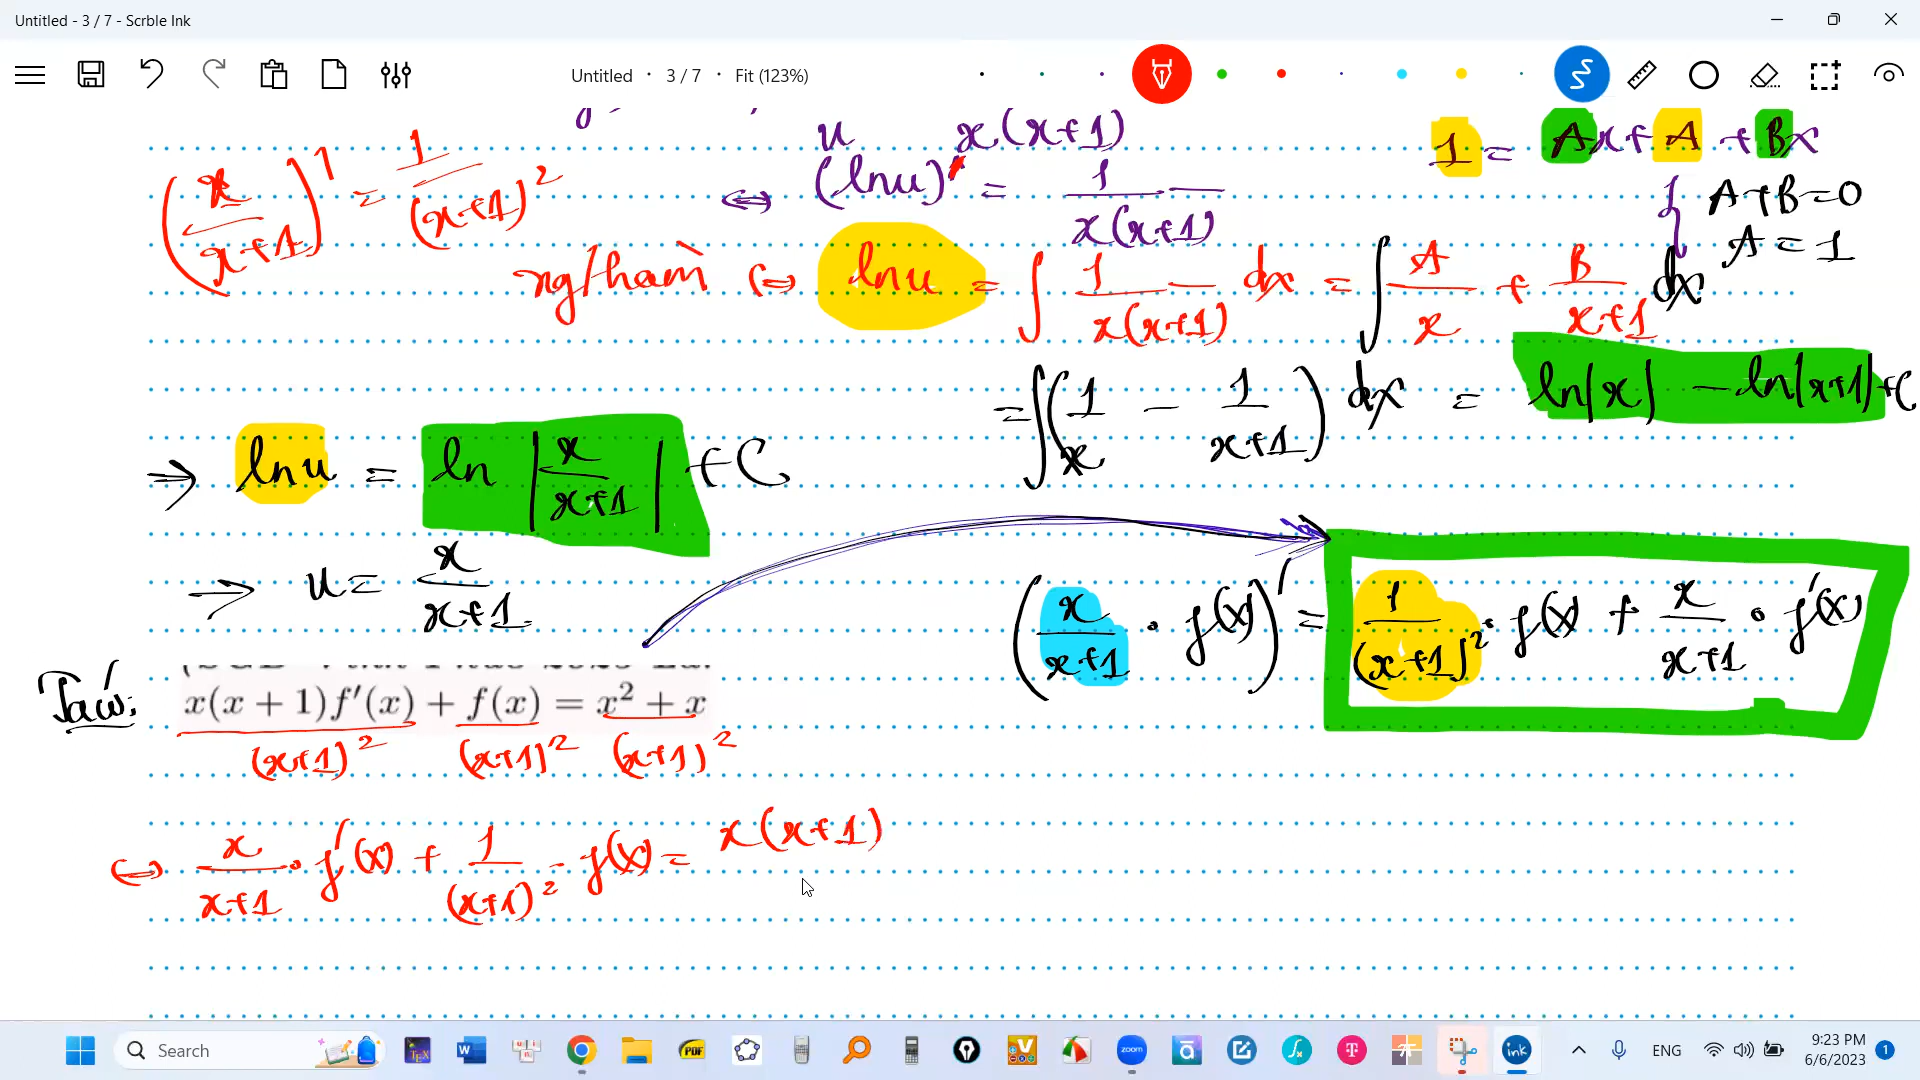 Untitled - 3 / 7 - Scrble Ink
Untitled • 3 / 7 • Fit (123%)
u x(x+1)
1 = Ax + A + Bx
(x/(x+1))' = 1/(x+1)²
⇔ (lnu)' = 1/(x(x+1))
{ A+B=0
A = 1
ng/hàm ⇔ lnu = ∫ 1/(x(x+1)) dx = ∫ A/x + B/(x+1) dx
= ∫(1/x − 1/(x+1)) dx = ln|x| − ln|x+1| + C
⇒ lnu = ln |x/(x+1)| + C
⇒ u = x/(x+1)
(x/(x+1) · f(x))' = 1/(x+1)² · f(x) + x/(x+1) · f'(x)
x(x + 1)f′(x) + f(x) = x² + x
(x+1)² (x+1)² (x+1)²
⇔ x/(x+1) · f'(x) + 1/(x+1)² · f(x) = x(x+1)
Search
ENG
9:23 PM
6/6/2023
1